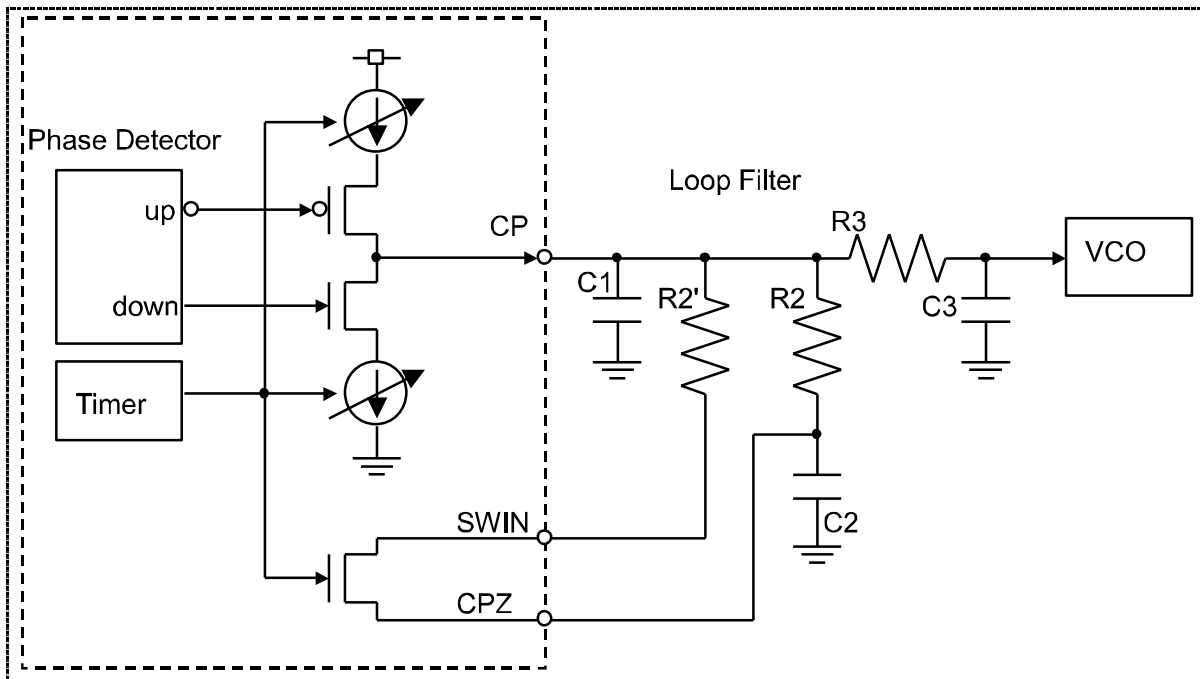 Phase Detector
up
down
Timer
CP
SWIN
CPZ
Loop Filter
C1
R2'
R2
R3
C3
C2
VCO